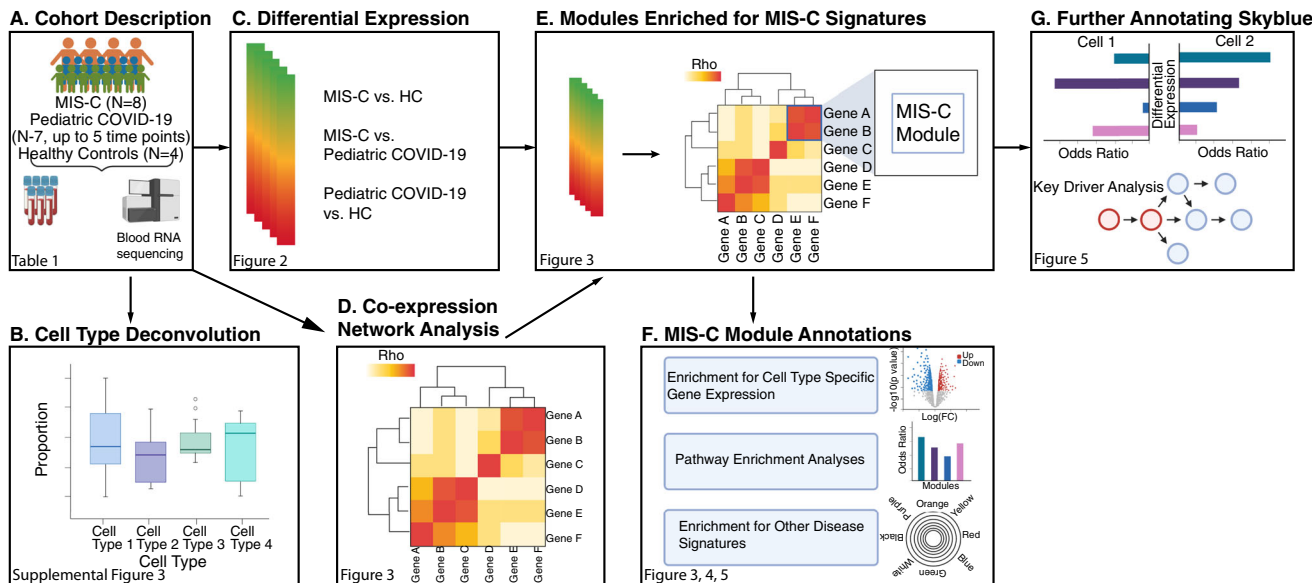 A. Cohort Description
MIS-C (N=8)
Pediatric COVID-19
(N-7, up to 5 time points)
Healthy Controls (N=4)
Blood RNA
sequencing
Table 1
C. Differential Expression
MIS-C vs. HC
MIS-C vs.
Pediatric COVID-19
Pediatric COVID-19
vs. HC
Figure 2
E. Modules Enriched for MIS-C Signatures
Rho
Gene A
Gene B
Gene C
Gene D
Gene E
Gene F
Gene A
Gene B
Gene C
Gene D
Gene E
Gene F
MIS-C
Module
Figure 3
G. Further Annotating Skyblue
Cell 1
Cell 2
Differential
Expression
Odds Ratio
Odds Ratio
Key Driver Analysis
Figure 5
B. Cell Type Deconvolution
Proportion
Cell
Type 1
Cell
Type 2
Cell
Type 3
Cell
Type 4
Cell Type
Supplemental Figure 3
D. Co-expression
Network Analysis
Rho
Gene A
Gene B
Gene C
Gene D
Gene E
Gene F
Gene A
Gene B
Gene C
Gene D
Gene E
Gene F
Figure 3
F. MIS-C Module Annotations
Enrichment for Cell Type Specific
Gene Expression
-log10(p value)
Up
Down
Log(FC)
Pathway Enrichment Analyses
Odds Ratio
Modules
Enrichment for Other Disease
Signatures
Orange
Yellow
Red
Blue
Green
White
Black
Purple
Figure 3, 4, 5